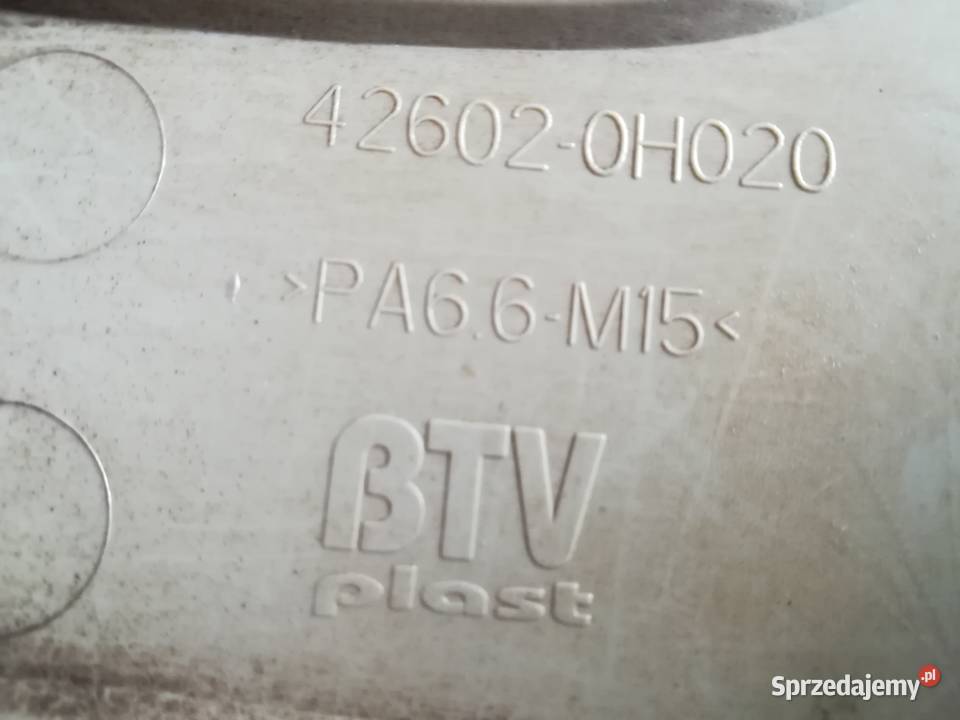 42602-0H020
>PA6.6-M15<
BTV
plast
Sprzedajemy.pl